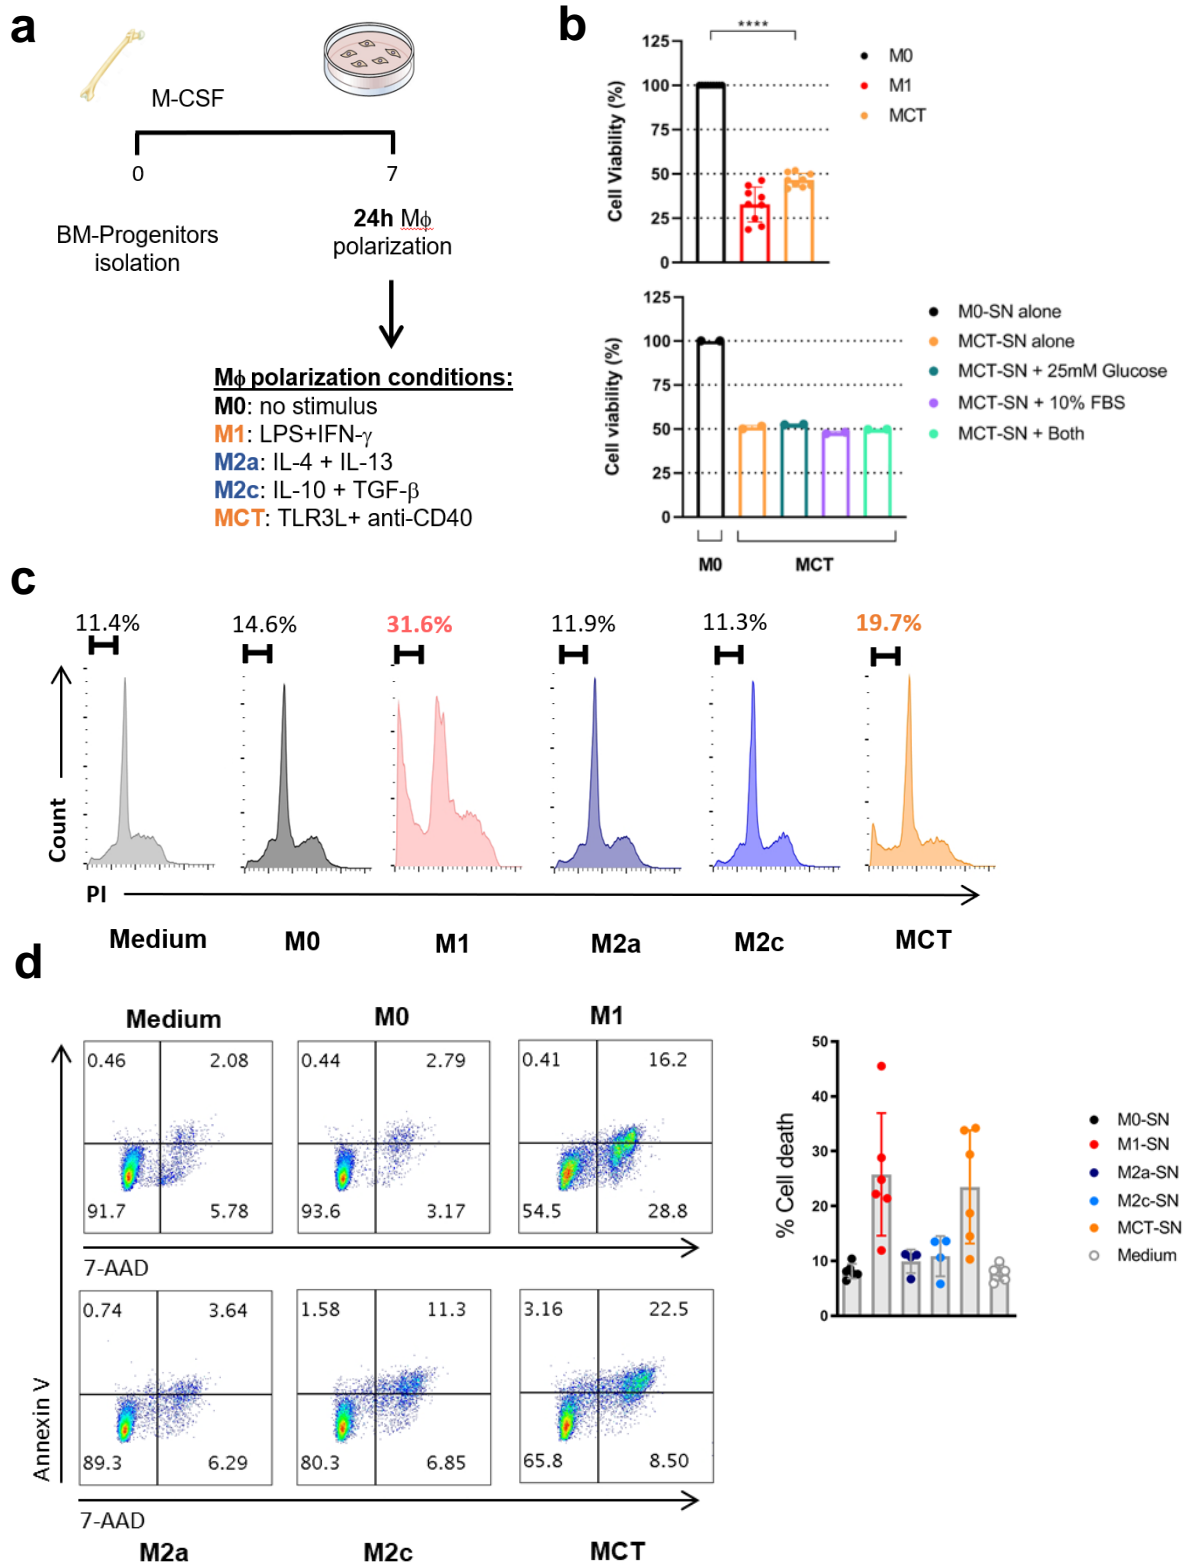 a
M-CSF
0
7
BM-Progenitors
isolation
24h Mϕ
polarization
Mϕ polarization conditions:
M0: no stimulus
M1: LPS+IFN-γ
M2a: IL-4 + IL-13
M2c: IL-10 + TGF-β
MCT: TLR3L+ anti-CD40
b
****
Cell Viability (%)
125
100
75
50
25
0
M0
M1
MCT
Cell viability (%)
125
100
75
50
25
0
M0
MCT
M0-SN alone
MCT-SN alone
MCT-SN + 25mM Glucose
MCT-SN + 10% FBS
MCT-SN + Both
c
11.4%
14.6%
31.6%
11.9%
11.3%
19.7%
Count
PI
Medium
M0
M1
M2a
M2c
MCT
d
Medium
M0
M1
0.46
2.08
91.7
5.78
0.44
2.79
93.6
3.17
0.41
16.2
54.5
28.8
7-AAD
0.74
3.64
89.3
6.29
1.58
11.3
80.3
6.85
3.16
22.5
65.8
8.50
Annexin V
7-AAD
M2a
M2c
MCT
% Cell death
50
40
30
20
10
0
M0-SN
M1-SN
M2a-SN
M2c-SN
MCT-SN
Medium